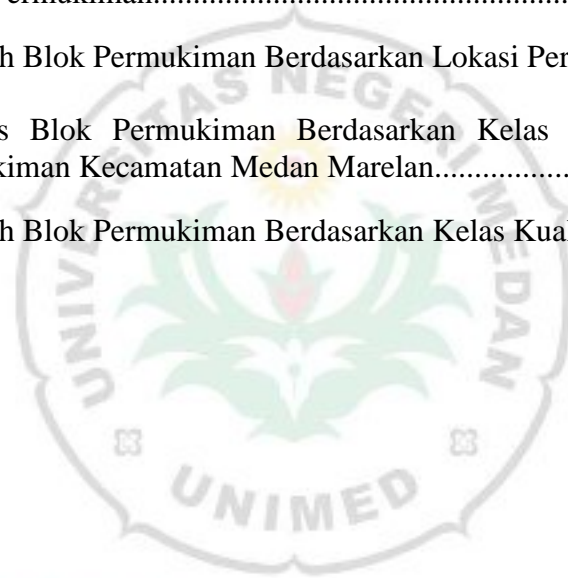 ermukiman..........................................................
h Blok Permukiman Berdasarkan Lokasi Per
s Blok Permukiman Berdasarkan Kelas
kiman Kecamatan Medan Marelan..................
h Blok Permukiman Berdasarkan Kelas Kual
UNIVERSITAS NEGERI MEDAN
UNIMED